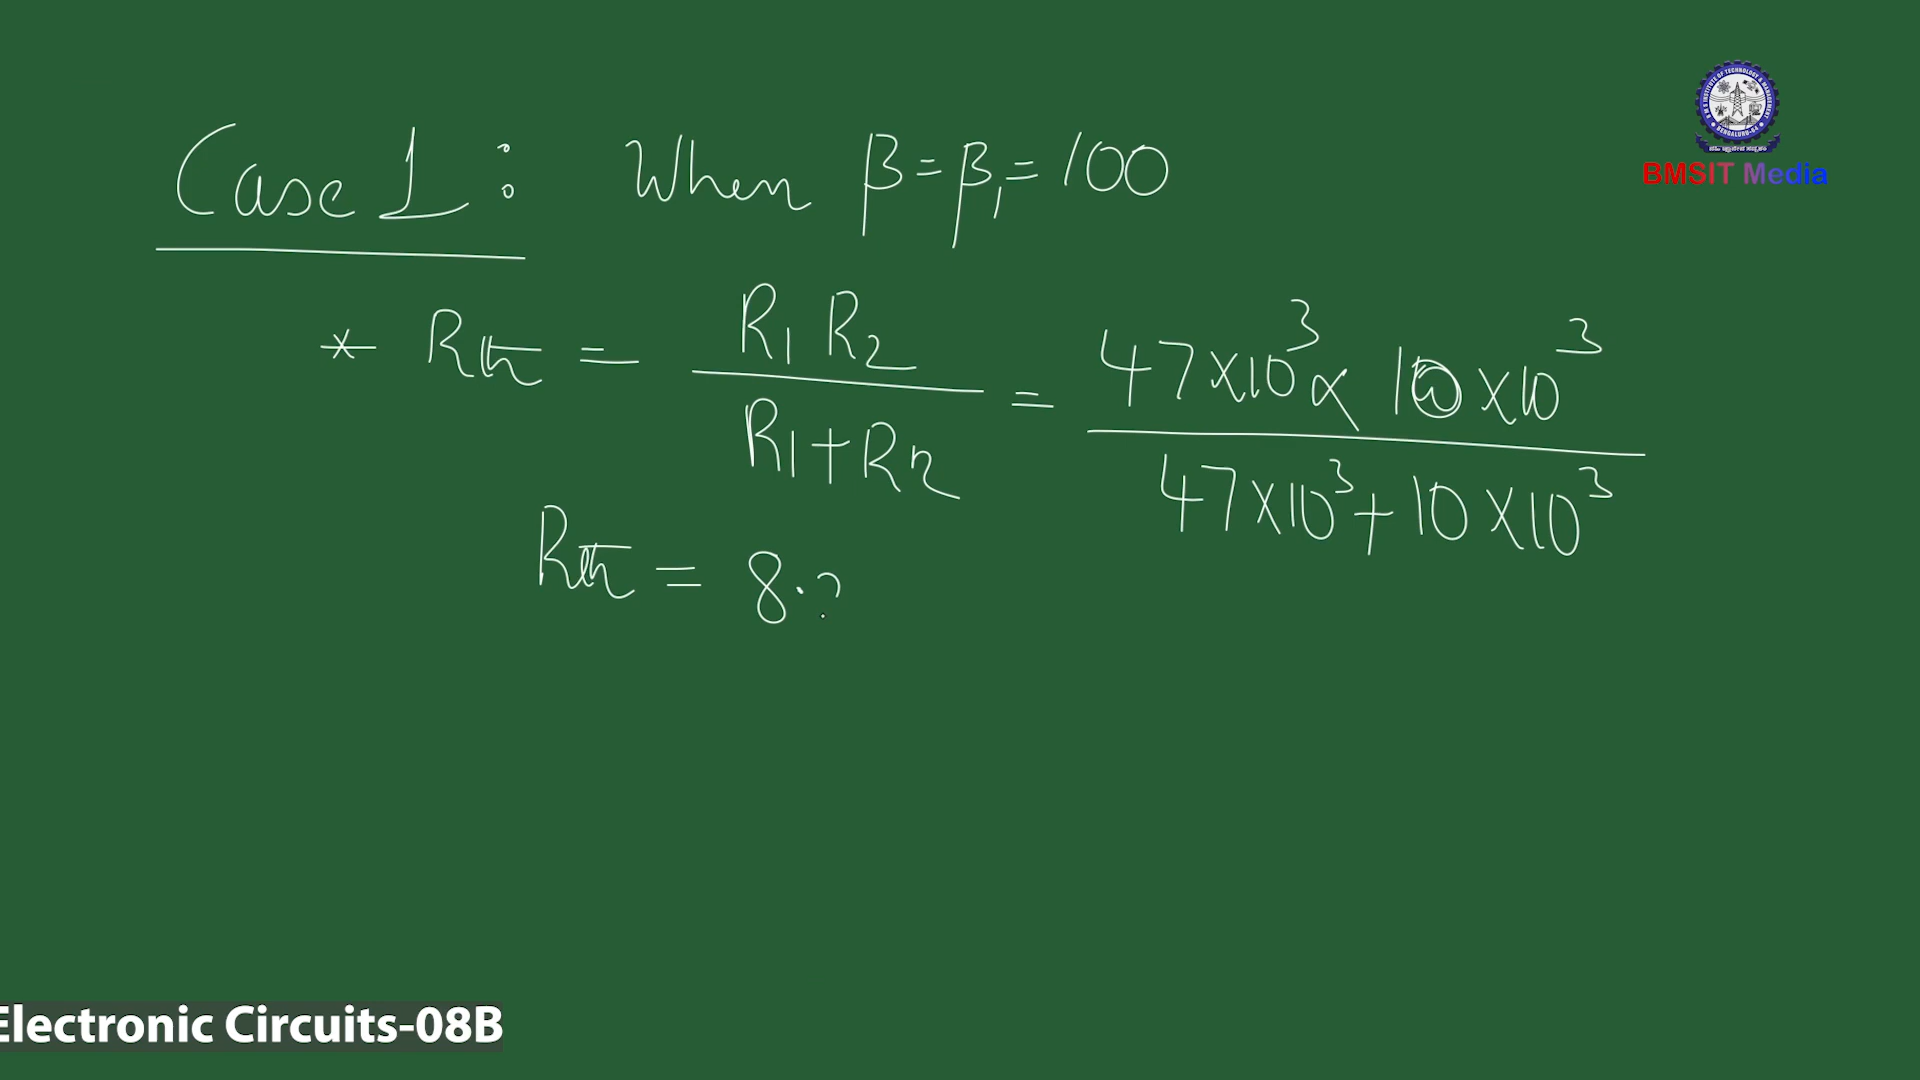 BMSIT Media
Case 1: When β = β₁ = 100
* Rth = R1 R2 / R1+R2 = 47×10³ × 10×10³ / 47×10³ + 10×10³
Rth = 8.2
Electronic Circuits-08B